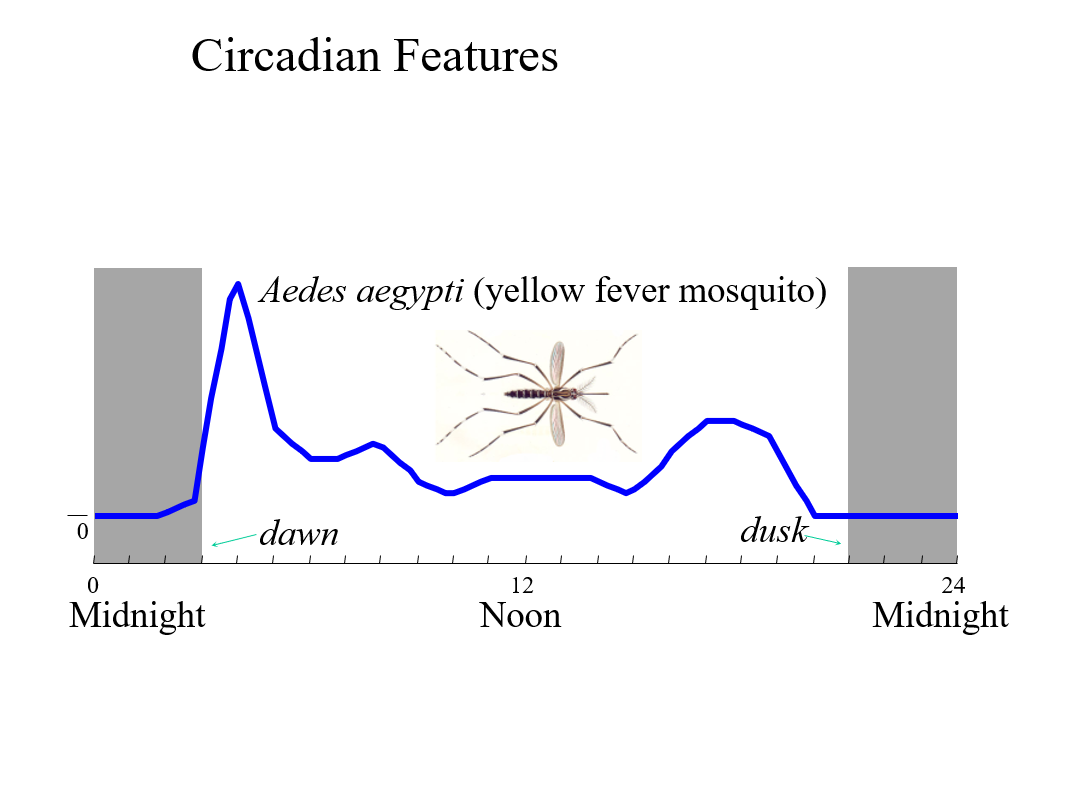 Circadian Features
Aedes aegypti (yellow fever mosquito)
0
dawn
dusk
0
12
24
Midnight
Noon
Midnight